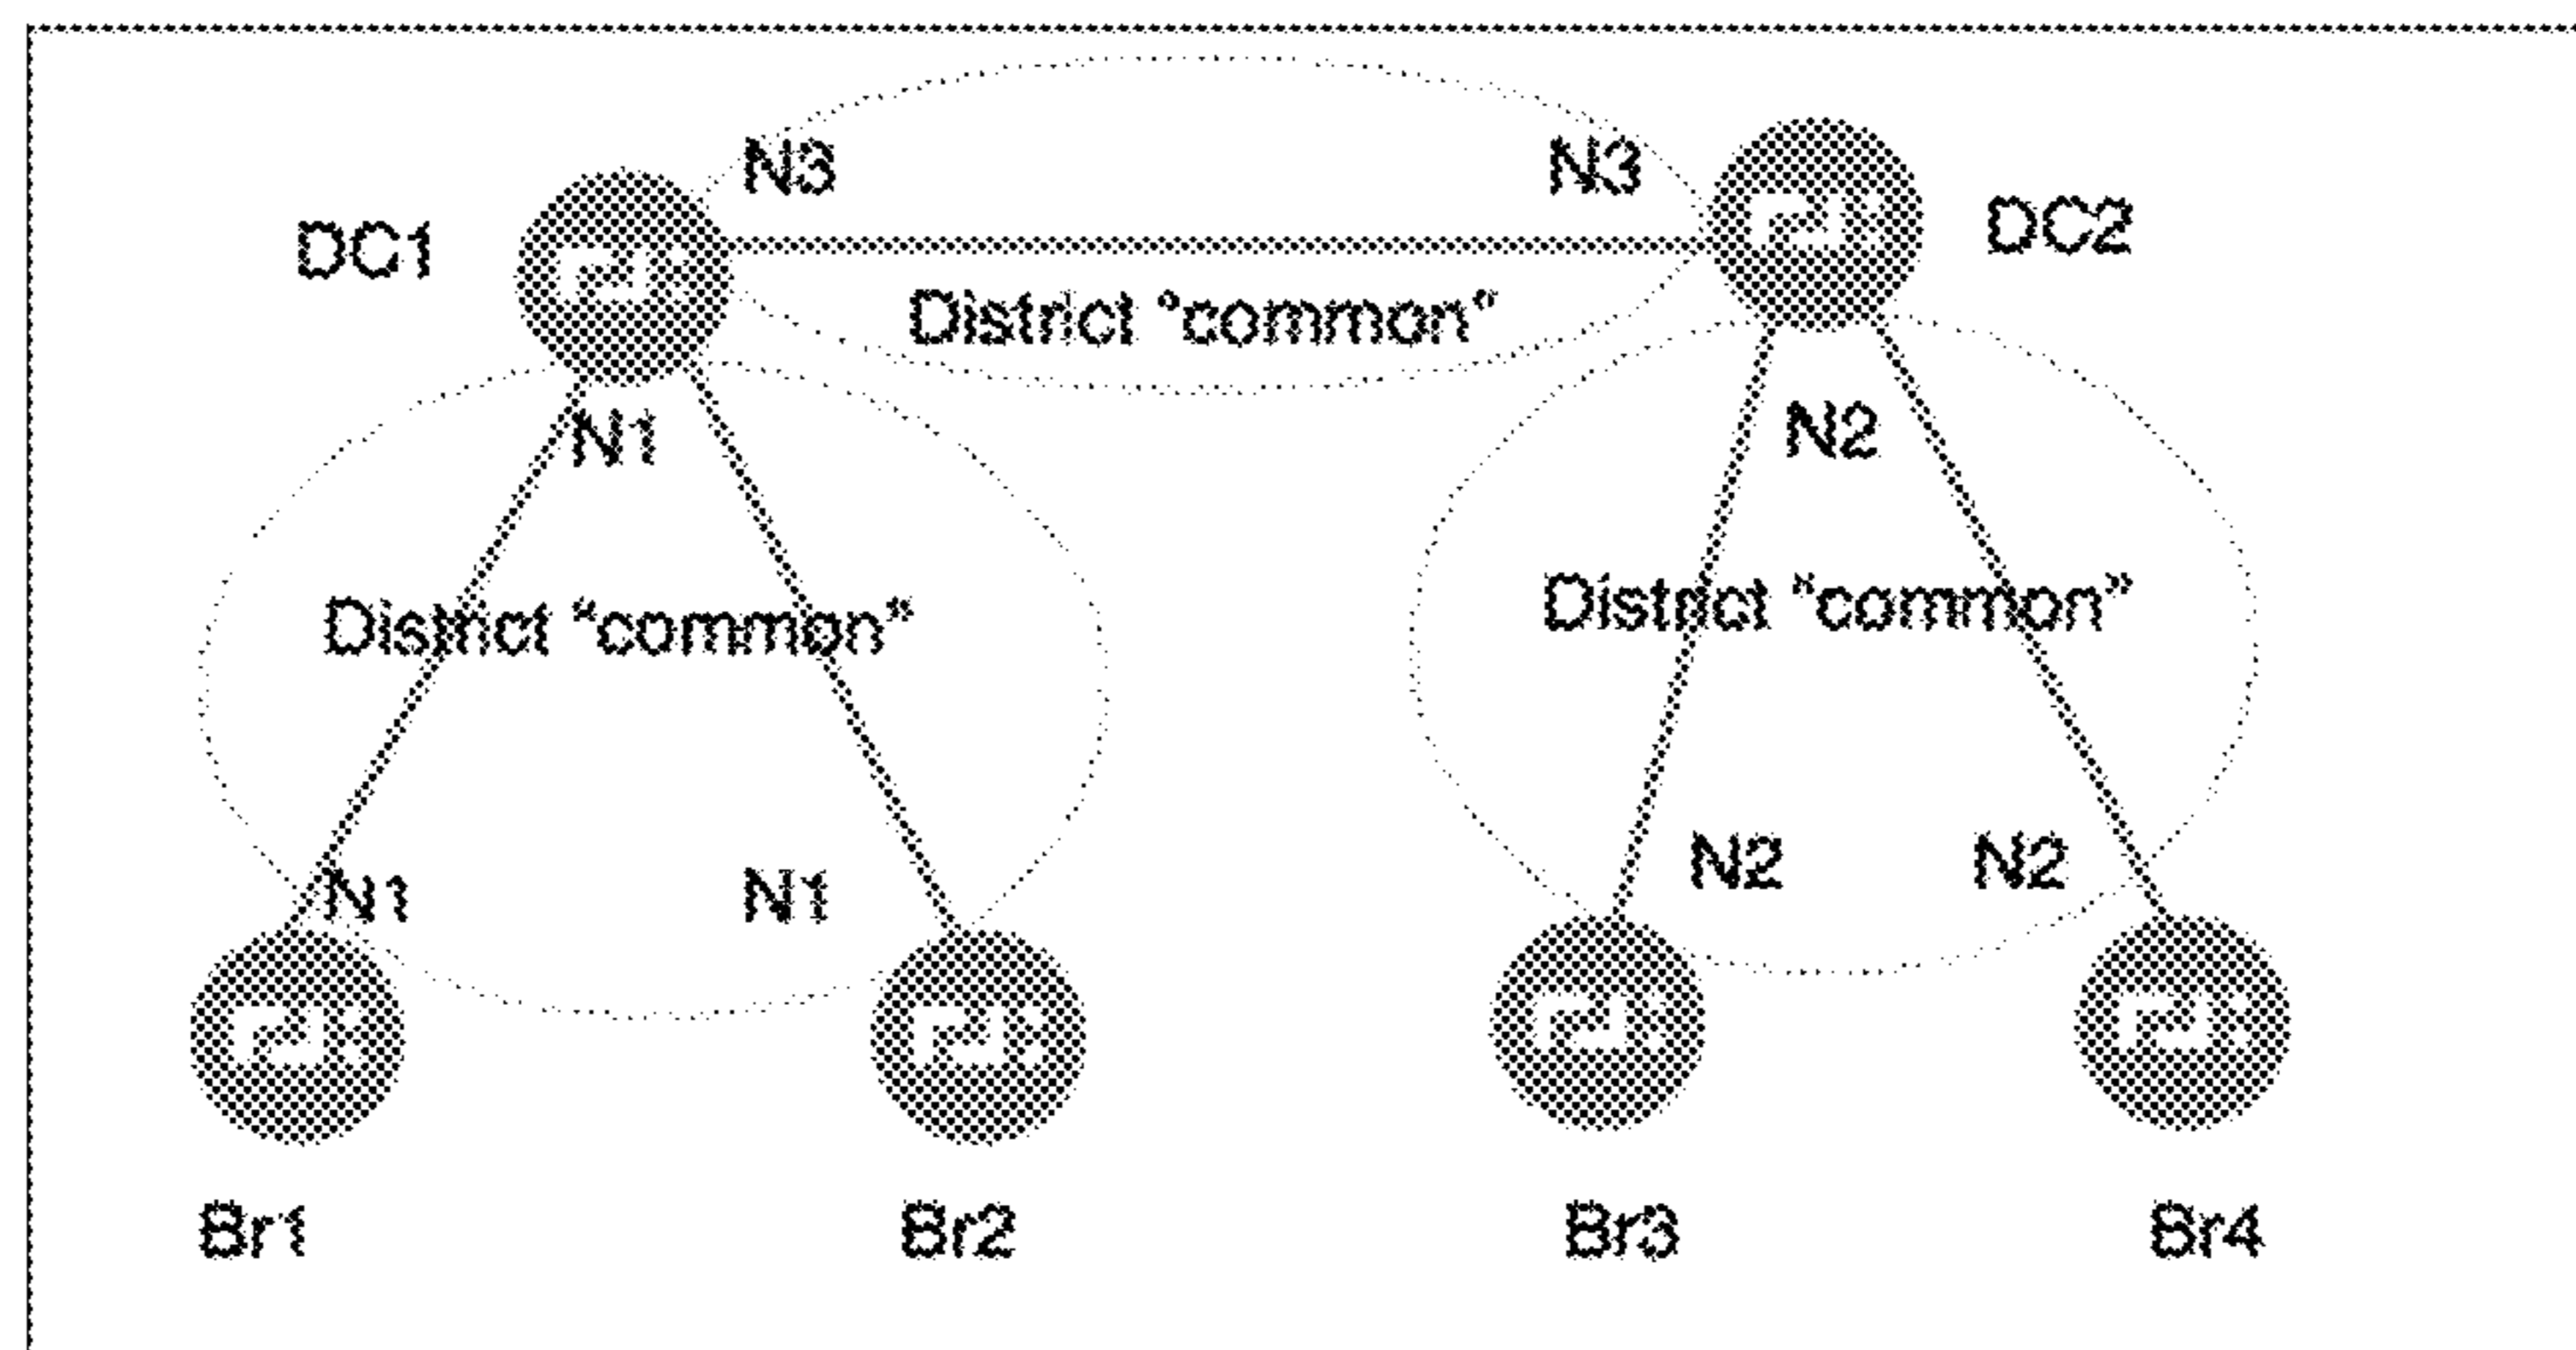 N3 N3
DC1 DC2
District “common”
N1 N2
District “common” District “common”
N1 N1 N2 N2
Br1 Br2 Br3 Br4